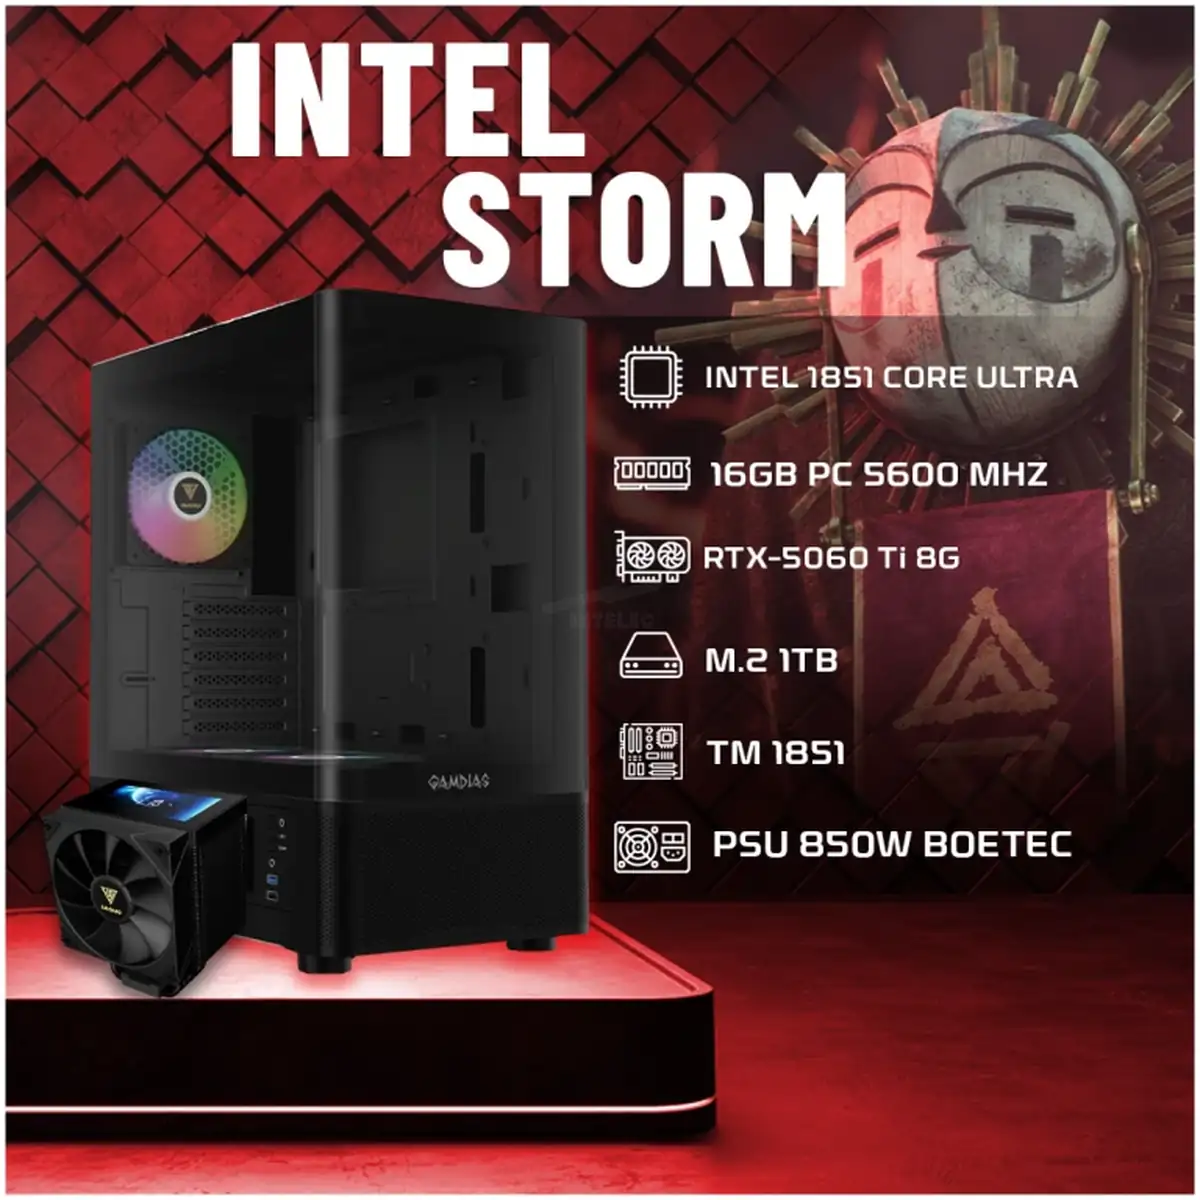 INTEL
STORM
INTEL 1851 CORE ULTRA
16GB PC 5600 MHZ
RTX-5060 Ti 8G
M.2 1TB
TM 1851
PSU 850W BOETEC
GAMDIAS